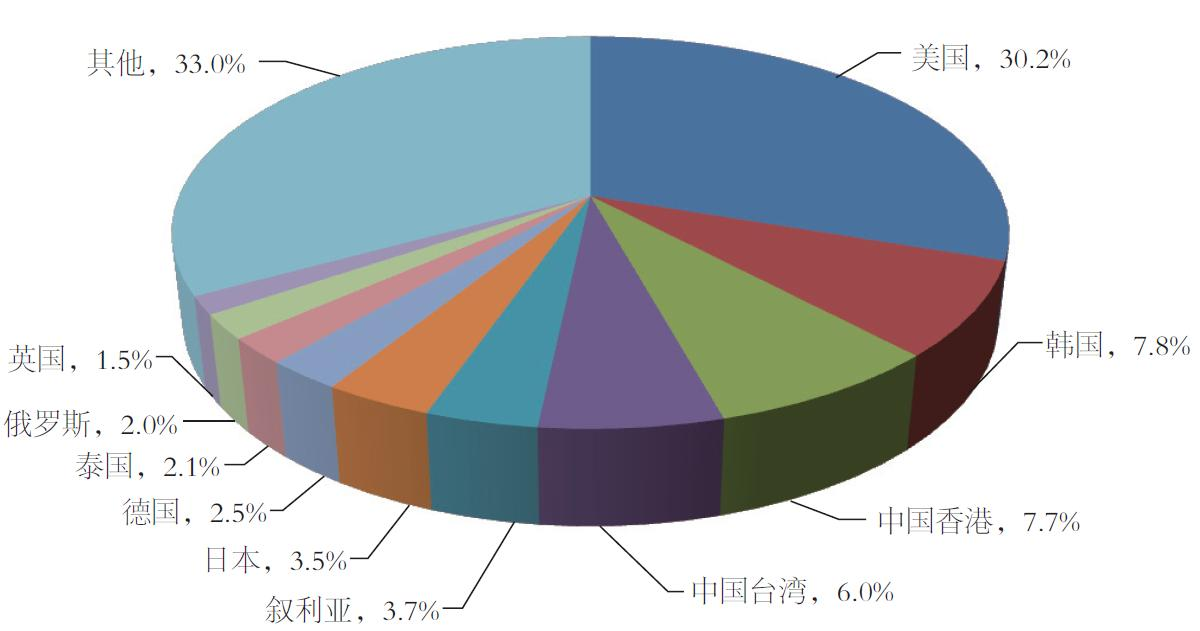 其他，33.0%
美国，30.2%
韩国，7.8%
英国，1.5%
俄罗斯，2.0%
泰国，2.1%
德国，2.5%
中国香港，7.7%
日本，3.5%
中国台湾，6.0%
叙利亚，3.7%